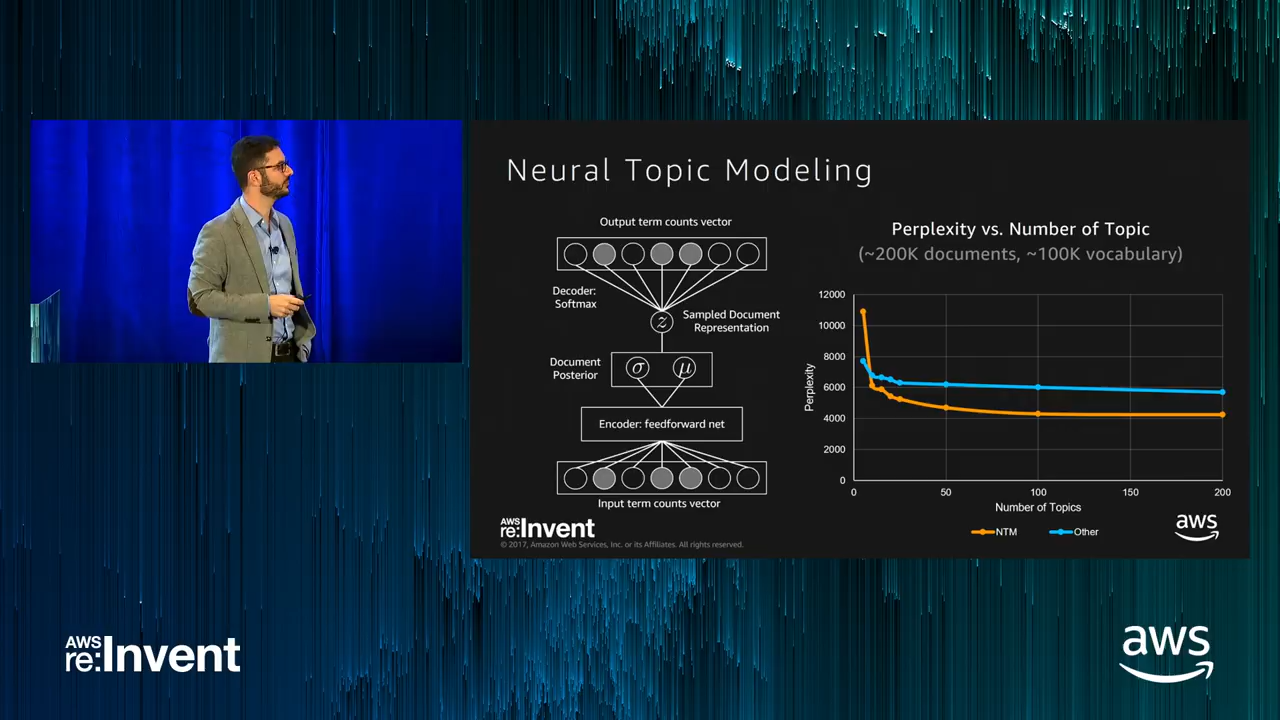 Neural Topic Modeling
Output term counts vector
Decoder:
Softmax
z
Sampled Document
Representation
Document
Posterior
σ
μ
Encoder: feedforward net
Input term counts vector
Perplexity vs. Number of Topic
(~200K documents, ~100K vocabulary)
12000
10000
8000
6000
4000
2000
0
Perplexity
0
50
100
150
200
Number of Topics
NTM
Other
AWS
re:Invent
© 2017, Amazon Web Services, Inc. or its Affiliates. All rights reserved.
aws
AWS
re:Invent
aws